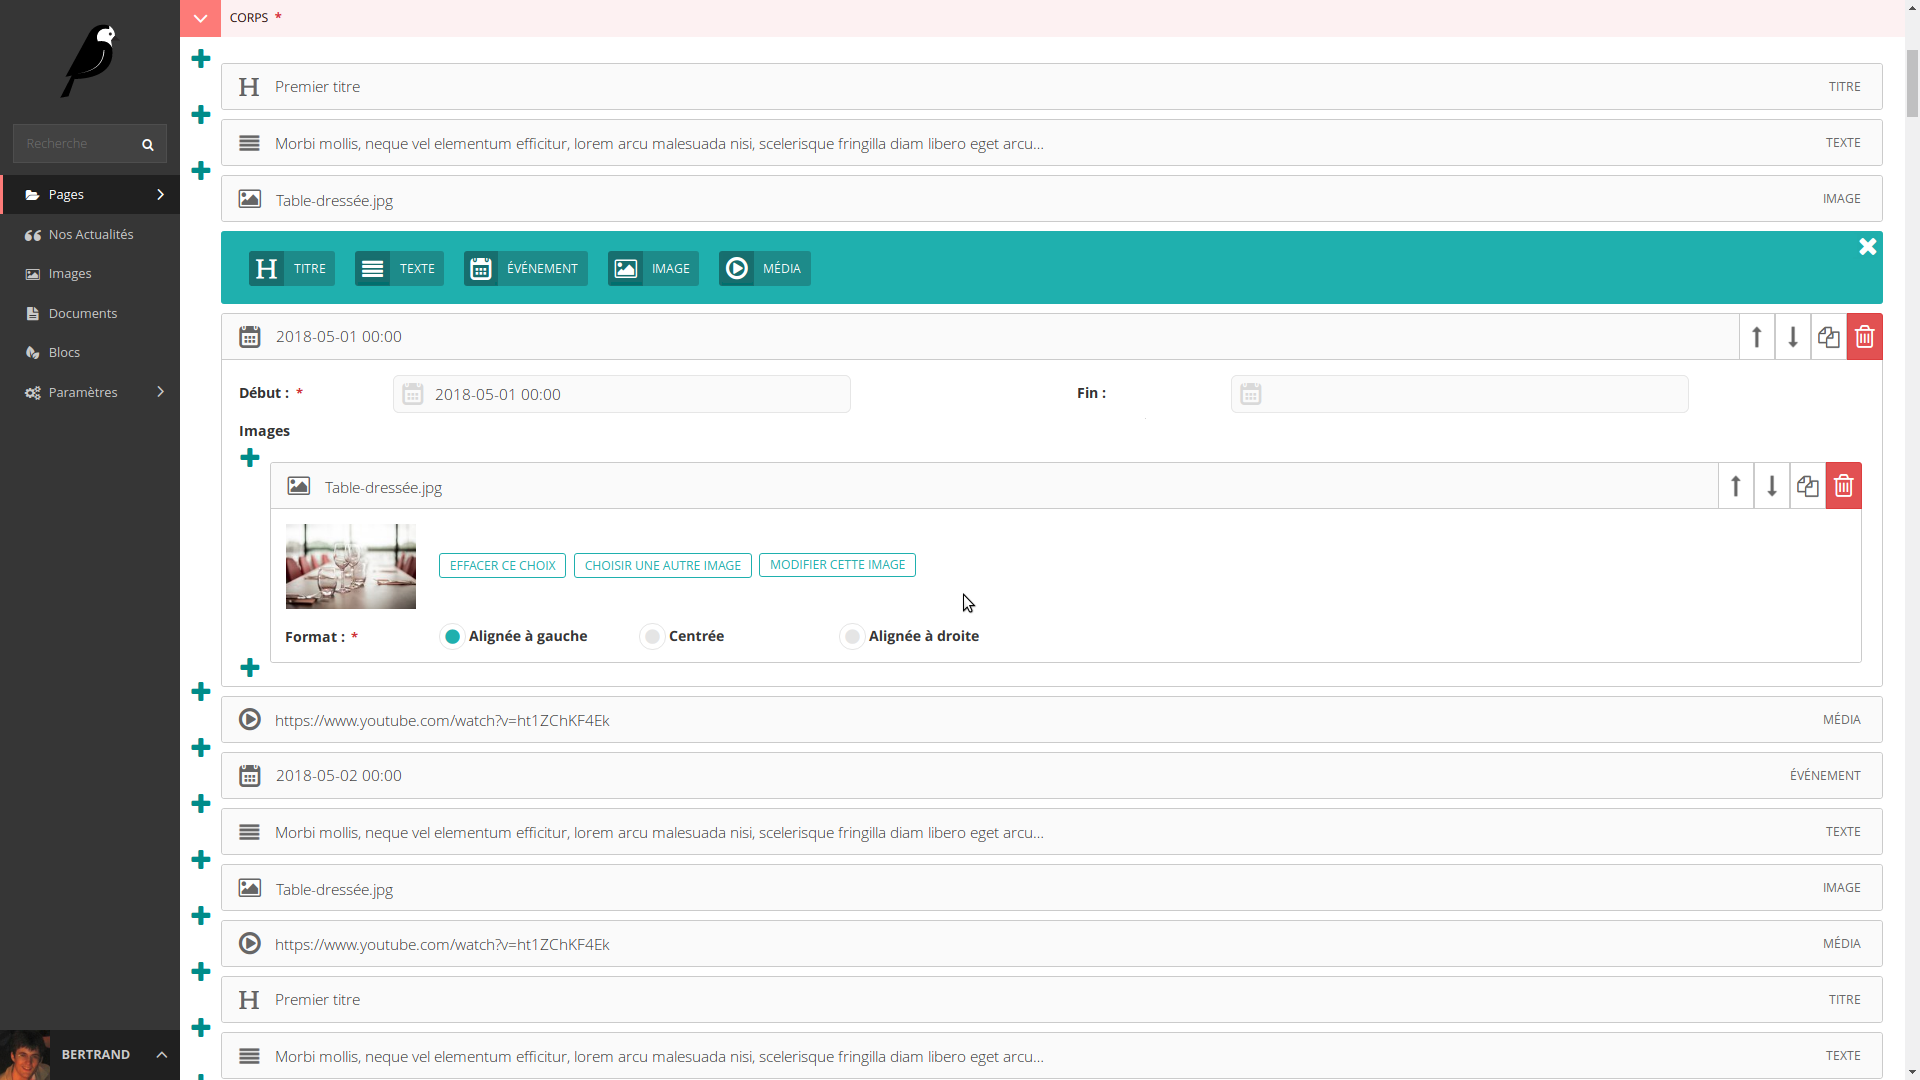 CORPS *
Recherche
Pages
Nos Actualités
Images
Documents
Blocs
Paramètres
BERTRAND
Premier titre
TITRE
Morbi mollis, neque vel elementum efficitur, lorem arcu malesuada nisi, scelerisque fringilla diam libero eget arcu...
TEXTE
Table-dressée.jpg
IMAGE
TITRE
TEXTE
ÉVÉNEMENT
IMAGE
MÉDIA
2018-05-01 00:00
Début : *
2018-05-01 00:00
Fin :
Images
Table-dressée.jpg
EFFACER CE CHOIX
CHOISIR UNE AUTRE IMAGE
MODIFIER CETTE IMAGE
Format : *
Alignée à gauche
Centrée
Alignée à droite
https://www.youtube.com/watch?v=ht1ZChKF4Ek
MÉDIA
2018-05-02 00:00
ÉVÉNEMENT
Morbi mollis, neque vel elementum efficitur, lorem arcu malesuada nisi, scelerisque fringilla diam libero eget arcu...
TEXTE
Table-dressée.jpg
IMAGE
https://www.youtube.com/watch?v=ht1ZChKF4Ek
MÉDIA
Premier titre
TITRE
Morbi mollis, neque vel elementum efficitur, lorem arcu malesuada nisi, scelerisque fringilla diam libero eget arcu...
TEXTE